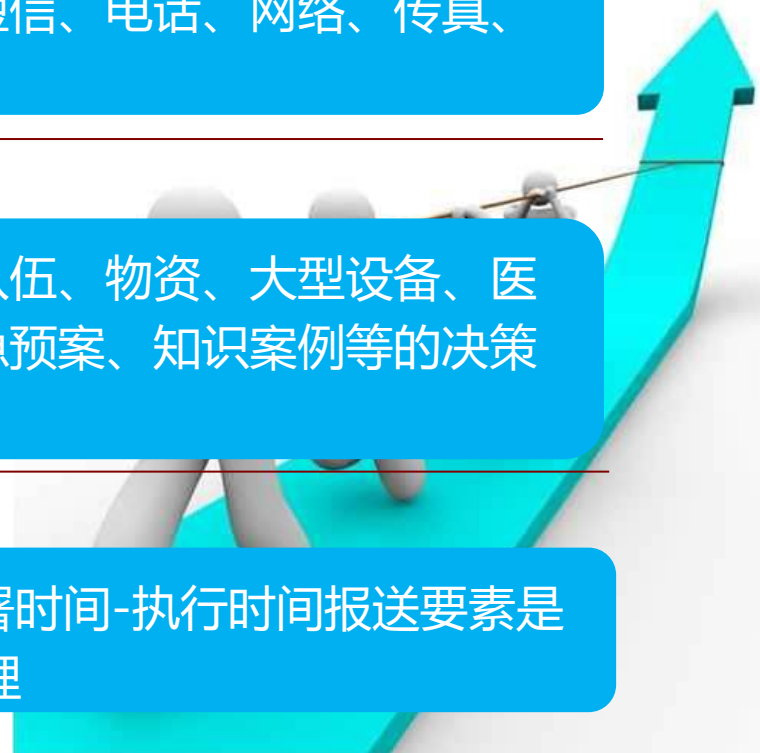 信、电话、网络、传真、
伍、物资、大型设备、医
预案、知识案例等的决策
时间-执行时间报送要素是